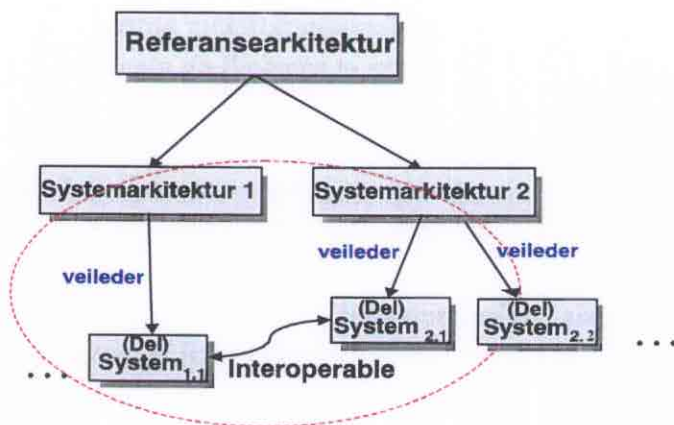 Referansearkitektur
Systemarkitektur 1
Systemarkitektur 2
veileder
veileder
veileder
(Del)
System1.1
(Del)
System2.1
(Del)
System2.2
Interoperable
. . .
. . .